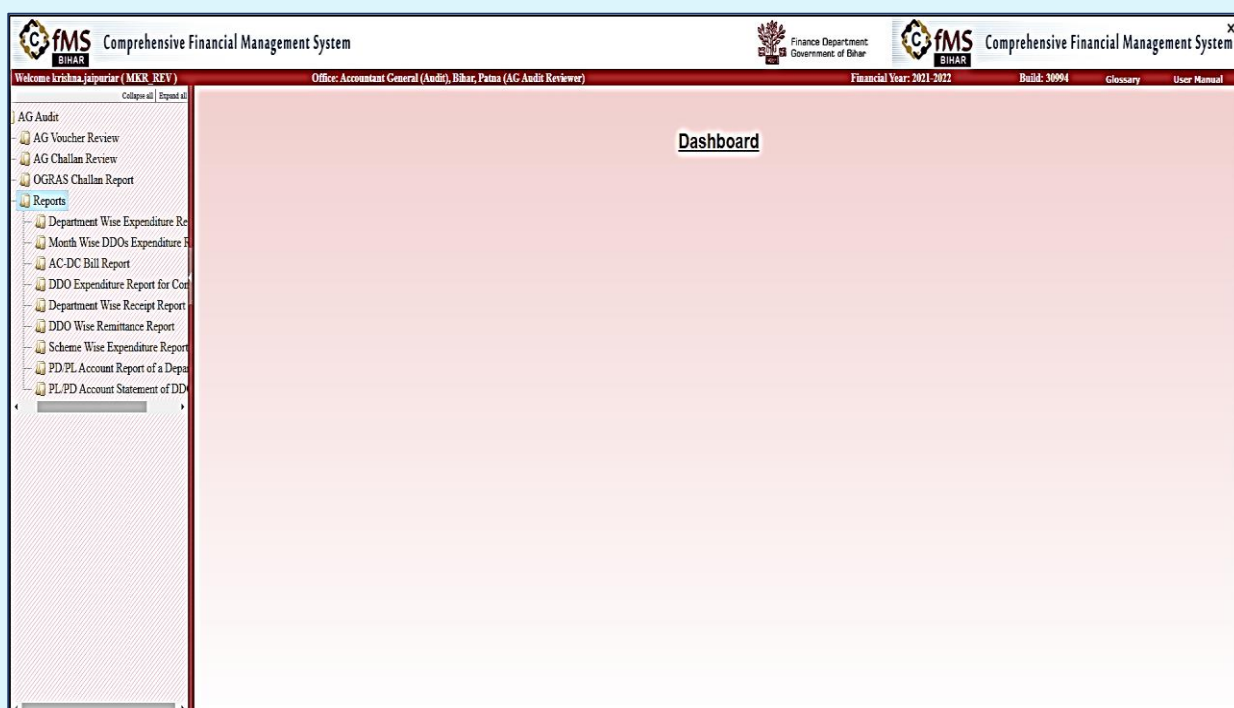 CfMS BIHAR Comprehensive Financial Management System
Finance Department
Government of Bihar
CfMS BIHAR Comprehensive Financial Management System
X
Welcome krishna.jaipuriar ( MKR_REV ) Office: Accountant General (Audit), Bihar, Patna (AG Audit Reviewer) Financial Year: 2021-2022 Build: 30994 Glossary User Manual
Collapse all | Expand all
AG Audit
AG Voucher Review
AG Challan Review
OGRAS Challan Report
Reports
Department Wise Expenditure Re
Month Wise DDOs Expenditure R
AC-DC Bill Report
DDO Expenditure Report for Con
Department Wise Receipt Report
DDO Wise Remittance Report
Scheme Wise Expenditure Report
PD/PL Account Report of a Depa
PL/PD Account Statement of DD
Dashboard